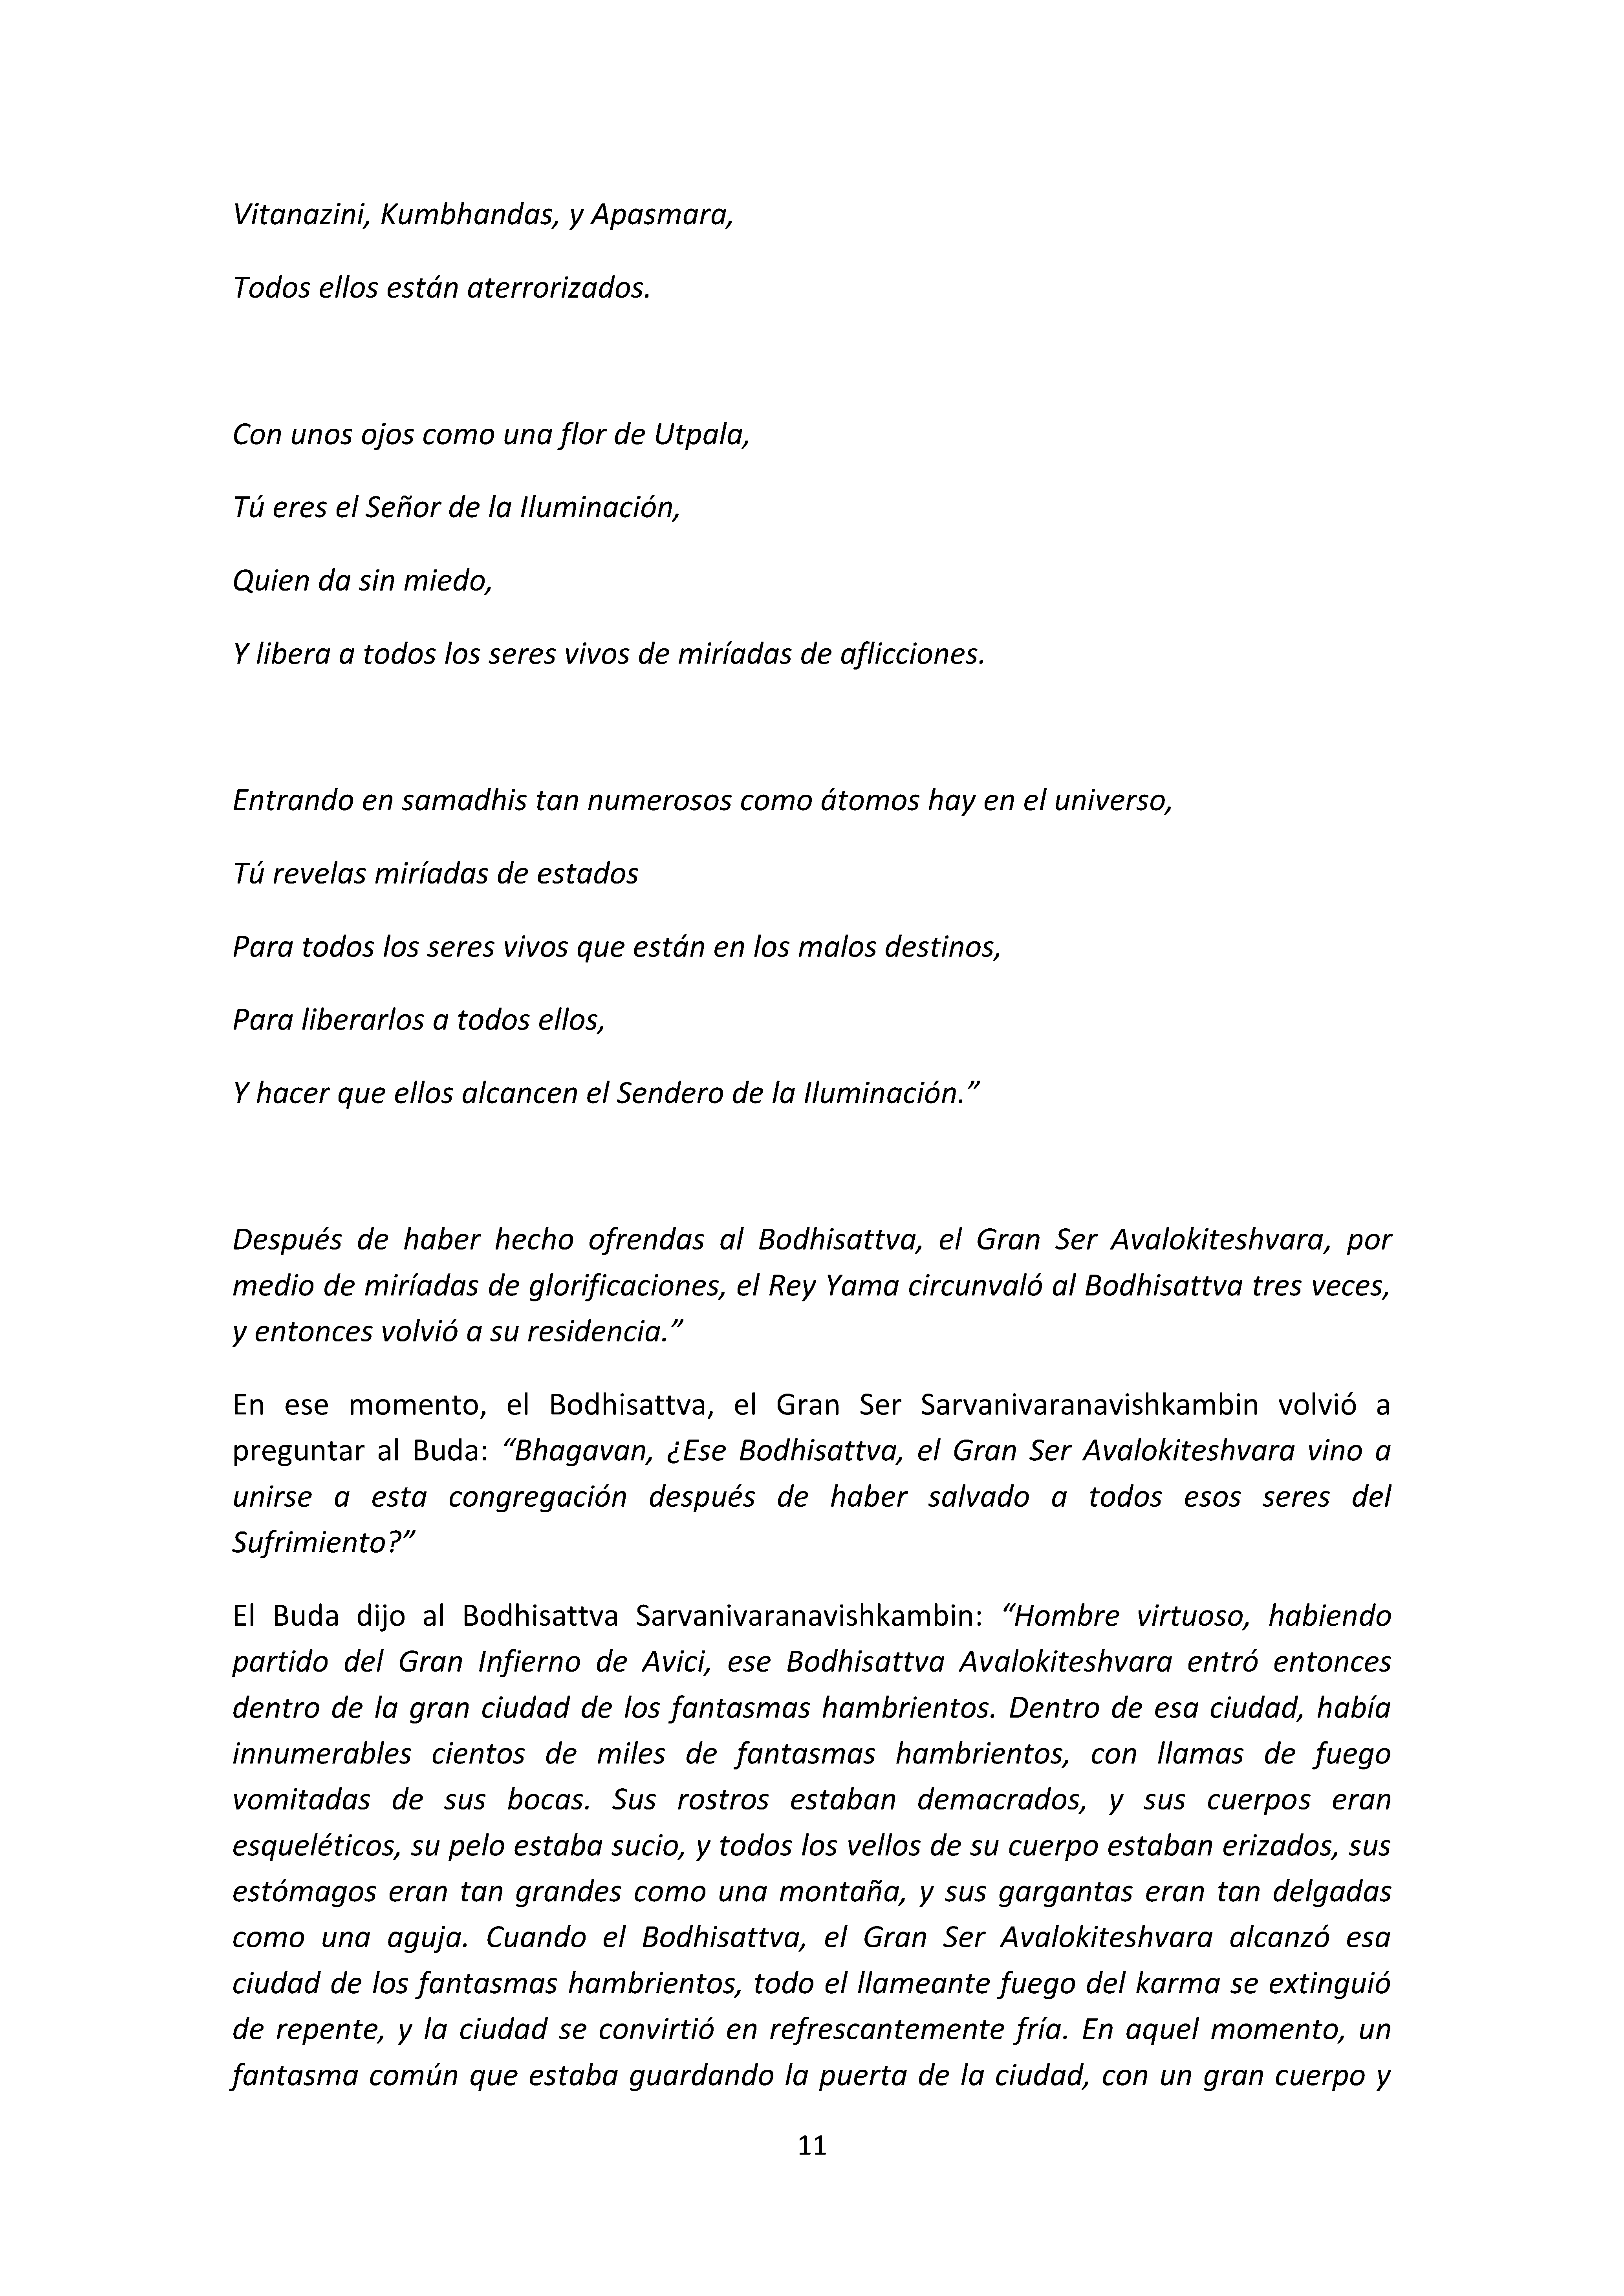 Vitanazini, Kumbhandas, y Apasmara,
Todos ellos están aterrorizados.
Con unos ojos como una flor de Utpala,
Tú eres el Señor de la Iluminación,
Quien da sin miedo,
Y libera a todos los seres vivos de miríadas de aflicciones.
Entrando en samadhis tan numerosos como átomos hay en el universo,
Tú revelas miríadas de estados
Para todos los seres vivos que están en los malos destinos,
Para liberarlos a todos ellos,
Y hacer que ellos alcancen el Sendero de la Iluminación.”
Después de haber hecho ofrendas al Bodhisattva, el Gran Ser Avalokiteshvara, por
medio de miríadas de glorificaciones, el Rey Yama circunvaló al Bodhisattva tres veces,
y entonces volvió a su residencia.”
En ese momento, el Bodhisattva, el Gran Ser Sarvanivaranavishkambin volvió a
preguntar al Buda: “Bhagavan, ¿Ese Bodhisattva, el Gran Ser Avalokiteshvara vino a
unirse a esta congregación después de haber salvado a todos esos seres del
Sufrimiento?”
El Buda dijo al Bodhisattva Sarvanivaranavishkambin: “Hombre virtuoso, habiendo
partido del Gran Infierno de Avici, ese Bodhisattva Avalokiteshvara entró entonces
dentro de la gran ciudad de los fantasmas hambrientos. Dentro de esa ciudad, había
innumerables cientos de miles de fantasmas hambrientos, con llamas de fuego
vomitadas de sus bocas. Sus rostros estaban demacrados, y sus cuerpos eran
esqueléticos, su pelo estaba sucio, y todos los vellos de su cuerpo estaban erizados, sus
estómagos eran tan grandes como una montaña, y sus gargantas eran tan delgadas
como una aguja. Cuando el Bodhisattva, el Gran Ser Avalokiteshvara alcanzó esa
ciudad de los fantasmas hambrientos, todo el llameante fuego del karma se extinguió
de repente, y la ciudad se convirtió en refrescantemente fría. En aquel momento, un
fantasma común que estaba guardando la puerta de la ciudad, con un gran cuerpo y
11